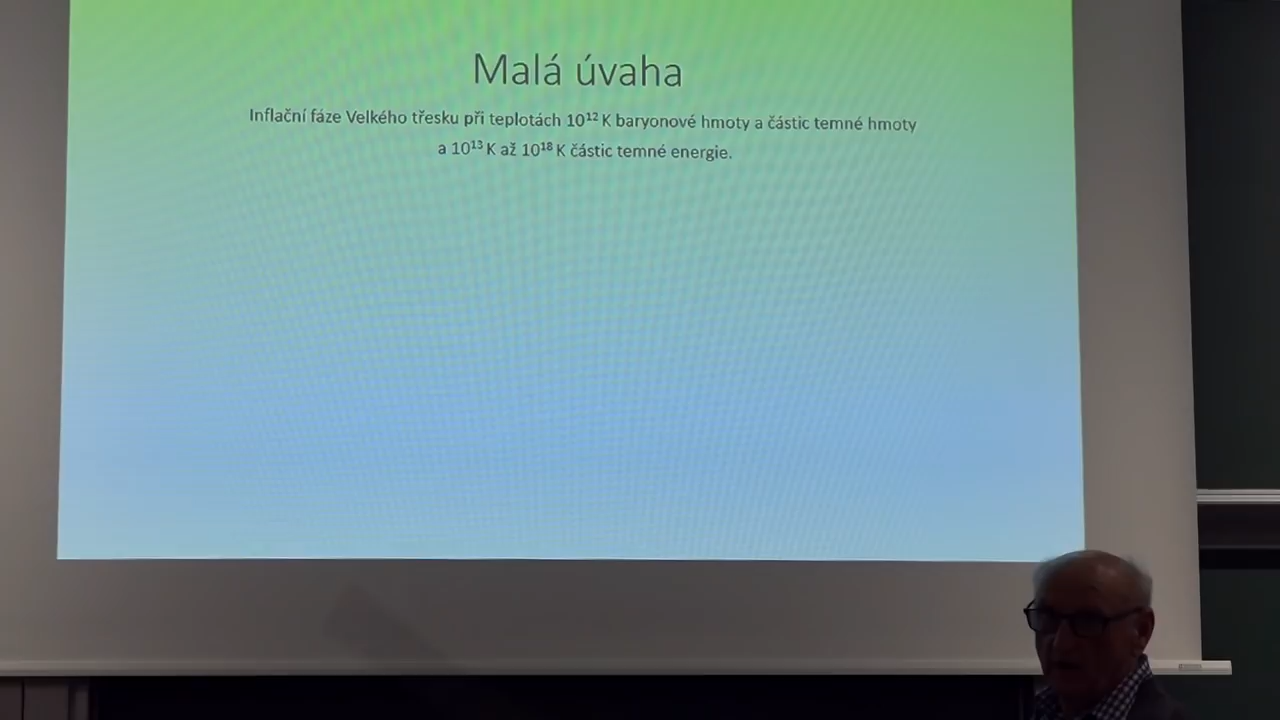 Malá úvaha
Inflační fáze Velkého třesku při teplotách 10¹² K baryonové hmoty a částic temné hmoty
a 10¹³ K až 10¹⁸ K částic temné energie.